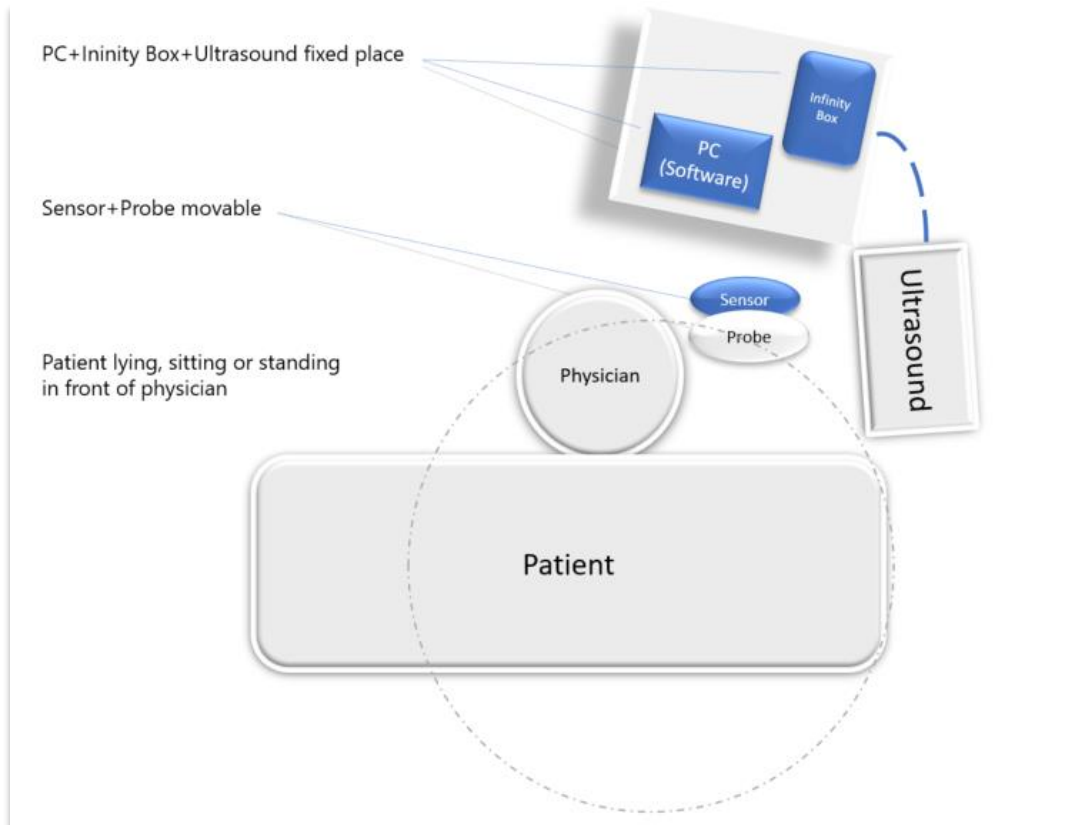 PC+Ininity Box+Ultrasound fixed place
Infinity
Box
PC
(Software)
Sensor+Probe movable
Ultrasound
Sensor
Probe
Patient lying, sitting or standing
in front of physician
Physician
Patient